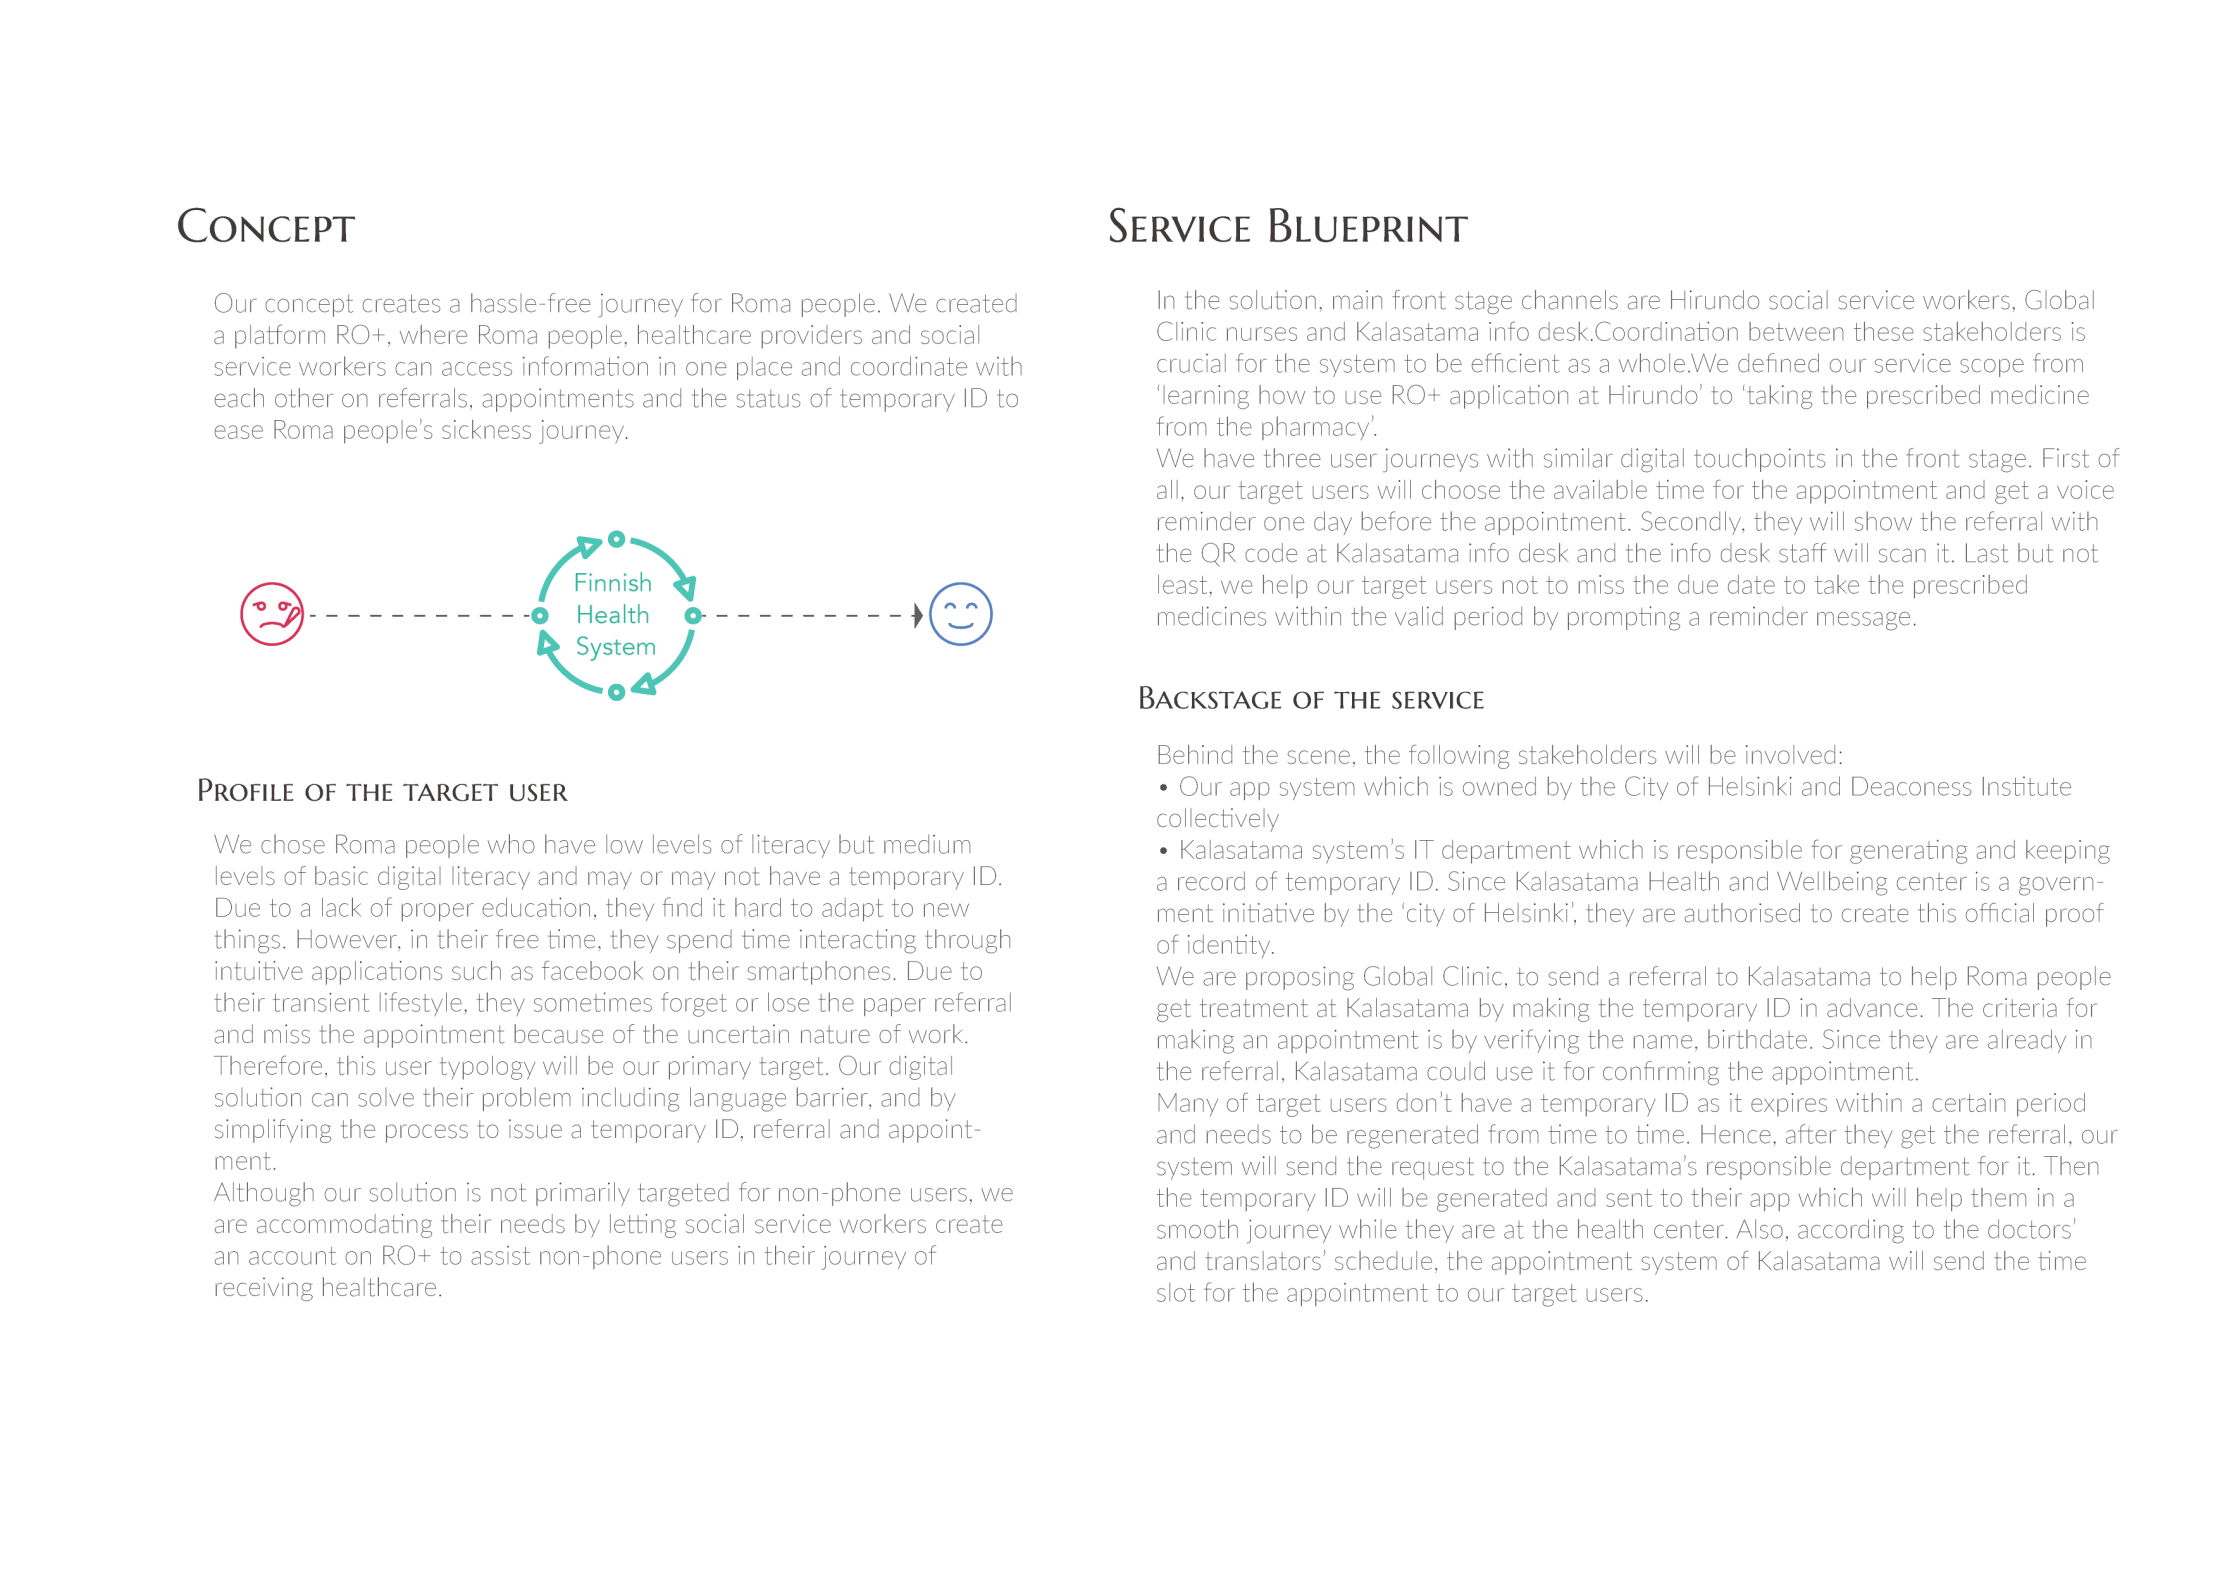 Concept
Our concept creates a hassle-free journey for Roma people. We created
a platform RO+, where Roma people, healthcare providers and social
service workers can access information in one place and coordinate with
each other on referrals, appointments and the status of temporary ID to
ease Roma people's sickness journey.
Finnish
Health
System
Profile of the target user
We chose Roma people who have low levels of literacy but medium
levels of basic digital literacy and may or may not have a temporary ID.
Due to a lack of proper education, they find it hard to adapt to new
things. However, in their free time, they spend time interacting through
intuitive applications such as facebook on their smartphones. Due to
their transient lifestyle, they sometimes forget or lose the paper referral
and miss the appointment because of the uncertain nature of work.
Therefore, this user typology will be our primary target. Our digital
solution can solve their problem including language barrier, and by
simplifying the process to issue a temporary ID, referral and appoint-
ment.
Although our solution is not primarily targeted for non-phone users, we
are accommodating their needs by letting social service workers create
an account on RO+ to assist non-phone users in their journey of
receiving healthcare.
Service Blueprint
In the solution, main front stage channels are Hirundo social service workers, Global
Clinic nurses and Kalasatama info desk.Coordination between these stakeholders is
crucial for the system to be efficient as a whole.We defined our service scope from
'learning how to use RO+ application at Hirundo' to 'taking the prescribed medicine
from the pharmacy'.
We have three user journeys with similar digital touchpoints in the front stage. First of
all, our target users will choose the available time for the appointment and get a voice
reminder one day before the appointment. Secondly, they will show the referral with
the QR code at Kalasatama info desk and the info desk staff will scan it. Last but not
least, we help our target users not to miss the due date to take the prescribed
medicines within the valid period by prompting a reminder message.
Backstage of the service
Behind the scene, the following stakeholders will be involved:
• Our app system which is owned by the City of Helsinki and Deaconess Institute
collectively
• Kalasatama system's IT department which is responsible for generating and keeping
a record of temporary ID. Since Kalasatama Health and Wellbeing center is a govern-
ment initiative by the 'city of Helsinki', they are authorised to create this official proof
of identity.
We are proposing Global Clinic, to send a referral to Kalasatama to help Roma people
get treatment at Kalasatama by making the temporary ID in advance. The criteria for
making an appointment is by verifying the name, birthdate. Since they are already in
the referral, Kalasatama could use it for confirming the appointment.
Many of target users don't have a temporary ID as it expires within a certain period
and needs to be regenerated from time to time. Hence, after they get the referral, our
system will send the request to the Kalasatama's responsible department for it. Then
the temporary ID will be generated and sent to their app which will help them in a
smooth journey while they are at the health center. Also, according to the doctors'
and translators' schedule, the appointment system of Kalasatama will send the time
slot for the appointment to our target users.